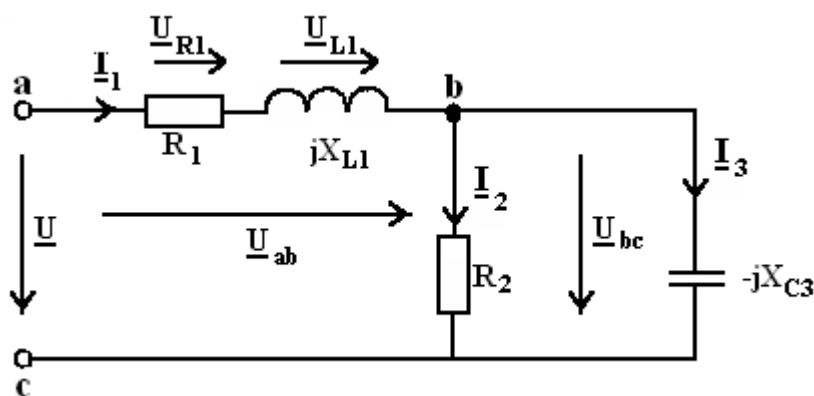 U_R1 U_L1
a I_1 b
R_1 jX_L1
I_2 I_3
U U_ab U_bc
R_2 -jX_C3
c